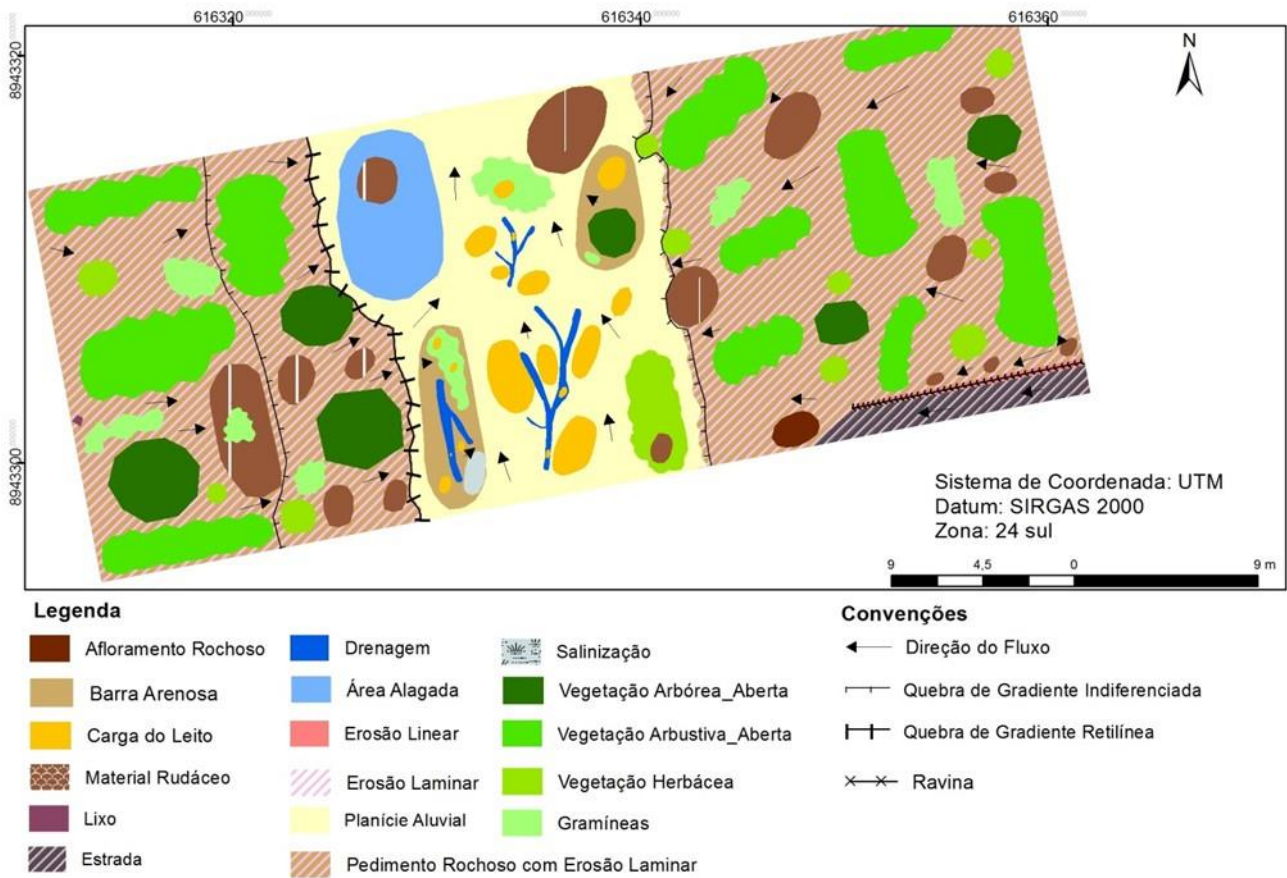 616320
616340
616360
8943320
8943300
N
Sistema de Coordenada: UTM
Datum: SIRGAS 2000
Zona: 24 sul
9 4,5 0 9 m
Legenda
Afloramento Rochoso
Barra Arenosa
Carga do Leito
Material Rudáceo
Lixo
Estrada
Drenagem
Área Alagada
Erosão Linear
Erosão Laminar
Planície Aluvial
Pedimento Rochoso com Erosão Laminar
Salinização
Vegetação Arbórea_Aberta
Vegetação Arbustiva_Aberta
Vegetação Herbácea
Gramíneas
Convenções
Direção do Fluxo
Quebra de Gradiente Indiferenciada
Quebra de Gradiente Retilínea
Ravina